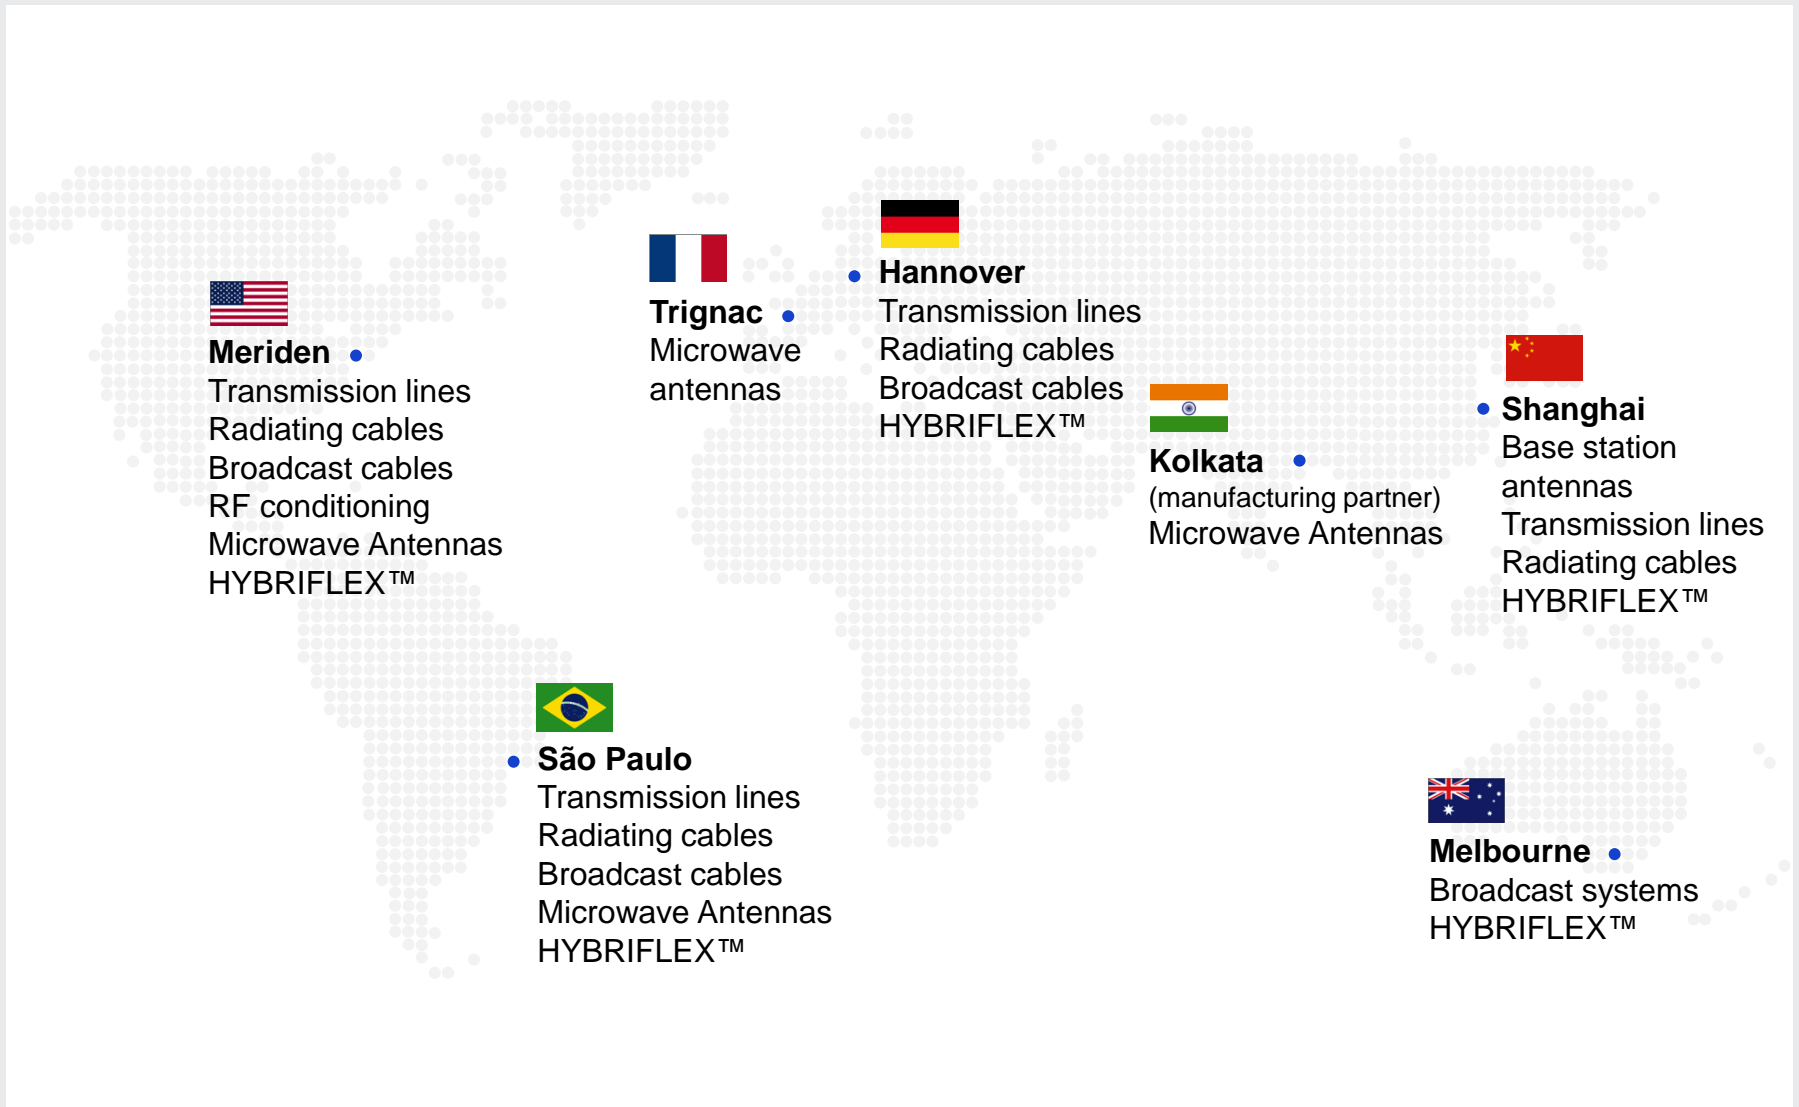 Meriden
Transmission lines
Radiating cables
Broadcast cables
RF conditioning
Microwave Antennas
HYBRIFLEX™
Trignac
Microwave
antennas
Hannover
Transmission lines
Radiating cables
Broadcast cables
HYBRIFLEX™
Kolkata
(manufacturing partner)
Microwave Antennas
Shanghai
Base station
antennas
Transmission lines
Radiating cables
HYBRIFLEX™
São Paulo
Transmission lines
Radiating cables
Broadcast cables
Microwave Antennas
HYBRIFLEX™
Melbourne
Broadcast systems
HYBRIFLEX™